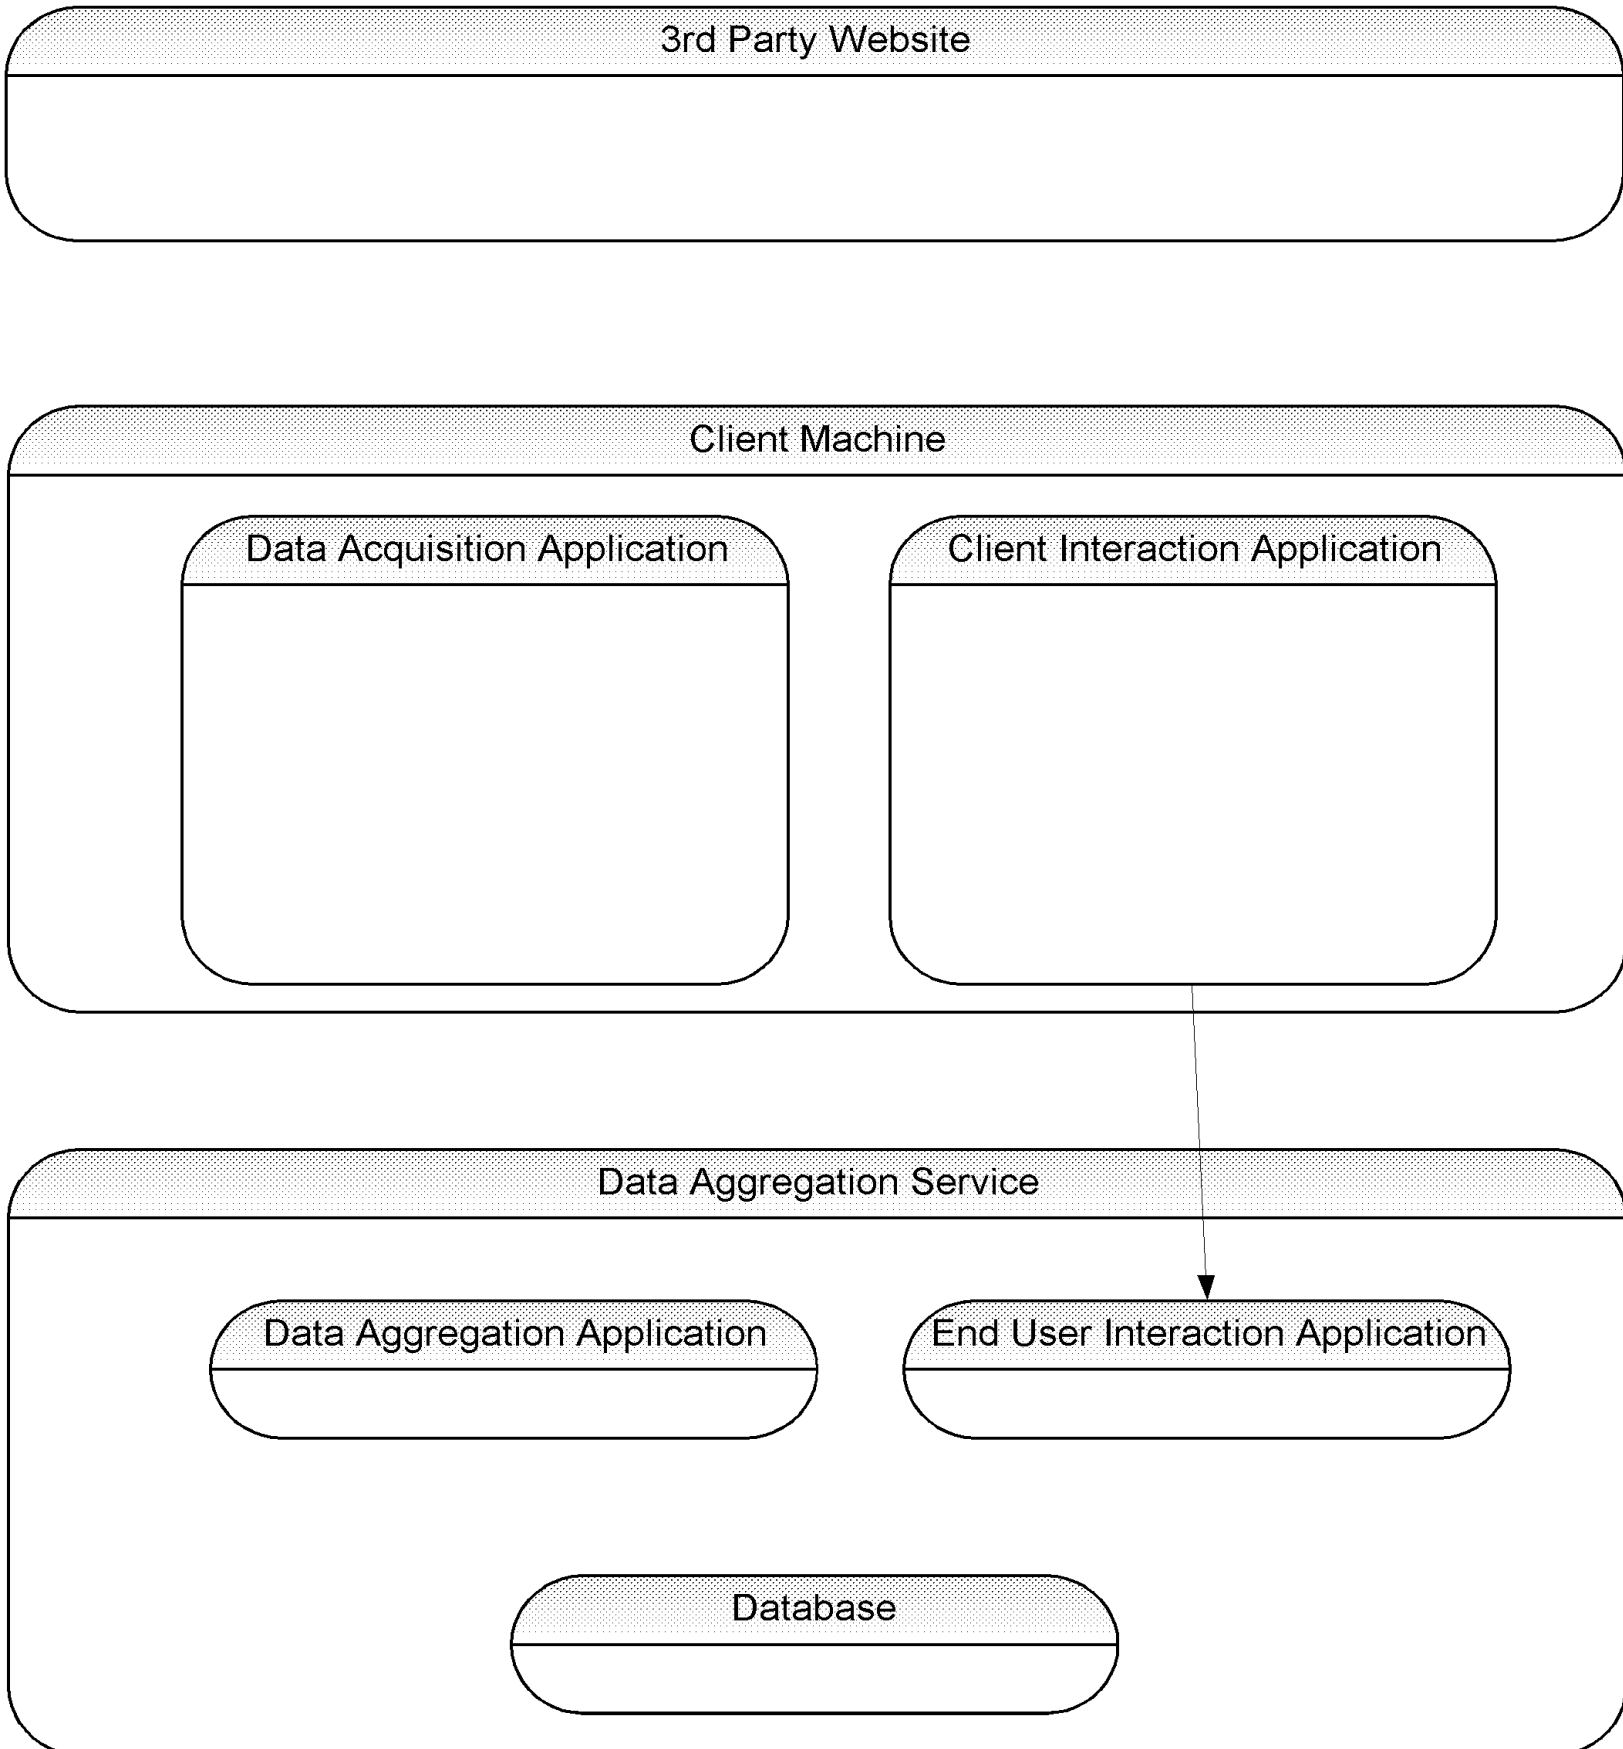 3rd Party Website
Client Machine
Data Acquisition Application
Client Interaction Application
Data Aggregation Service
Data Aggregation Application
End User Interaction Application
Database